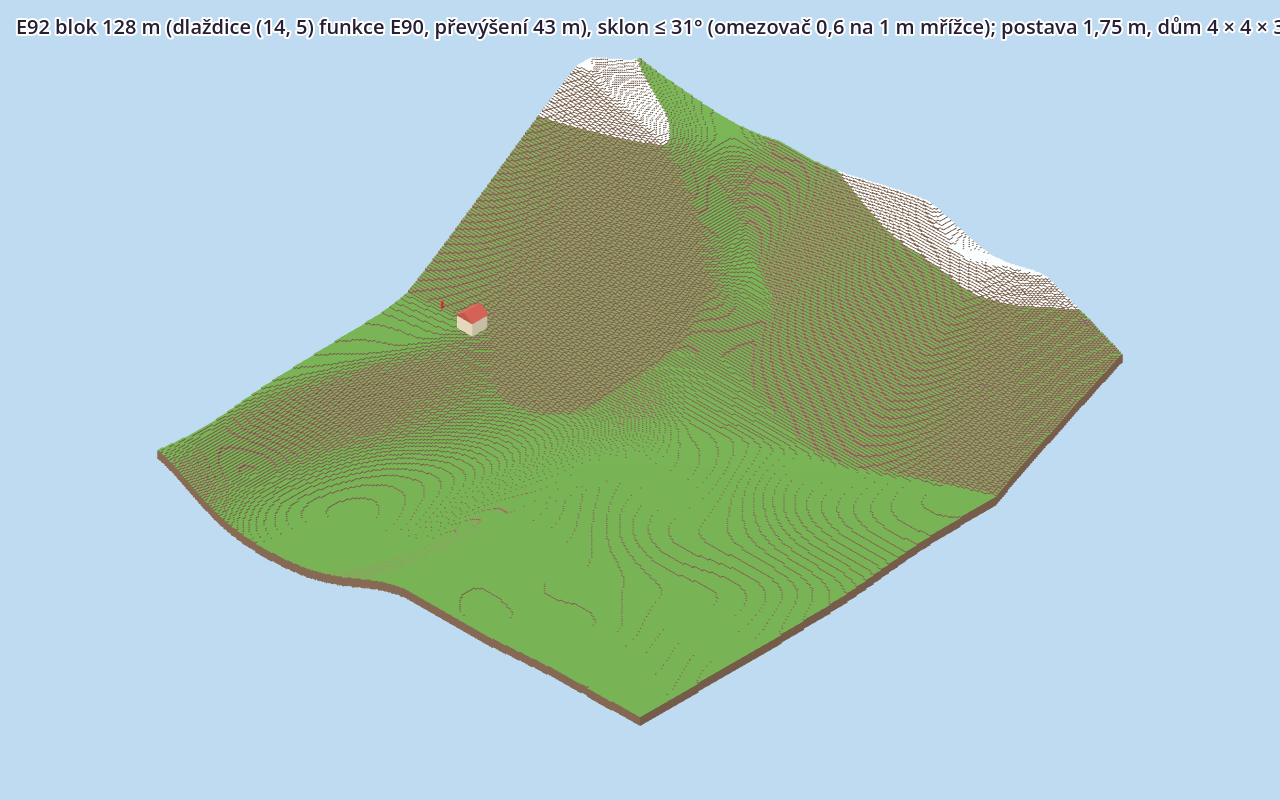 E92 blok 128 m (dlaždice (14, 5) funkce E90, převýšení 43 m), sklon ≤ 31° (omezovač 0,6 na 1 m mřížce); postava 1,75 m, dům 4 × 4 × 3